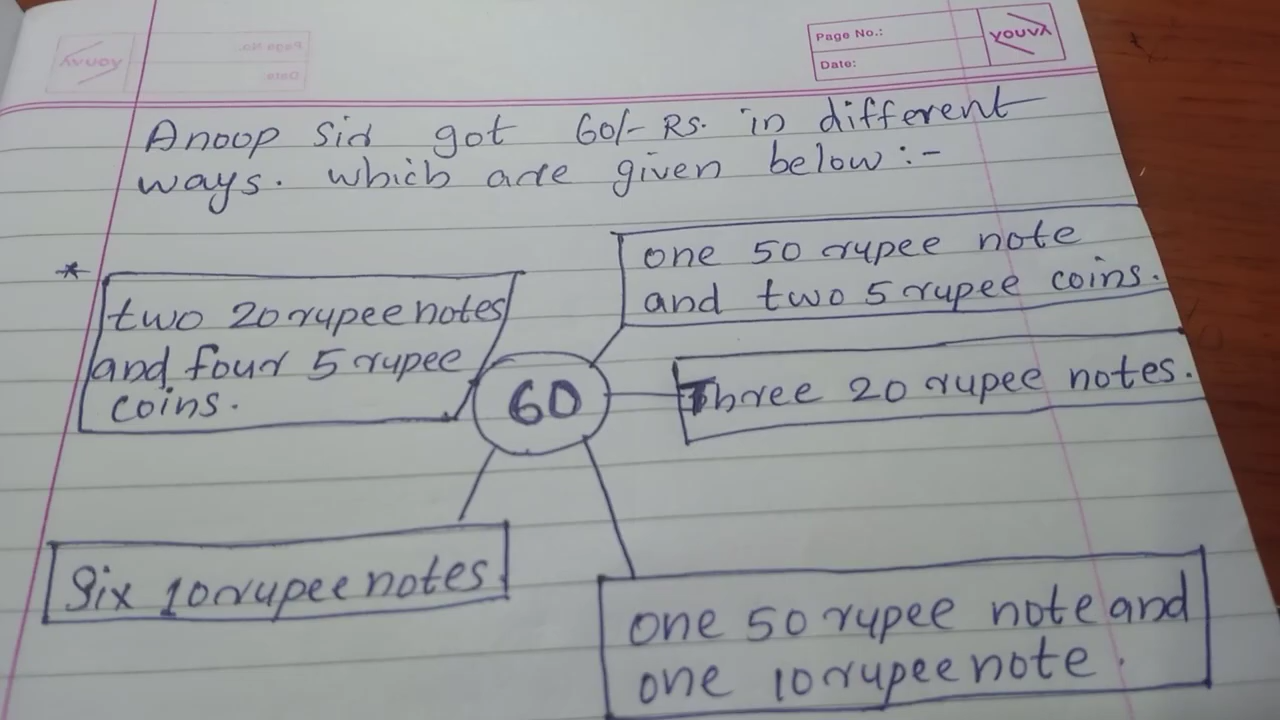 Page No.:
Date:
youva
Anoop Sir got 60/- Rs. in different
ways. which are given below :-
one 50 rupee note
and two 5 rupee coins.
* two 20 rupee notes
and four 5 rupee
coins.
60
Three 20 rupee notes.
Six 10 rupee notes
one 50 rupee note and
one 10 rupee note.